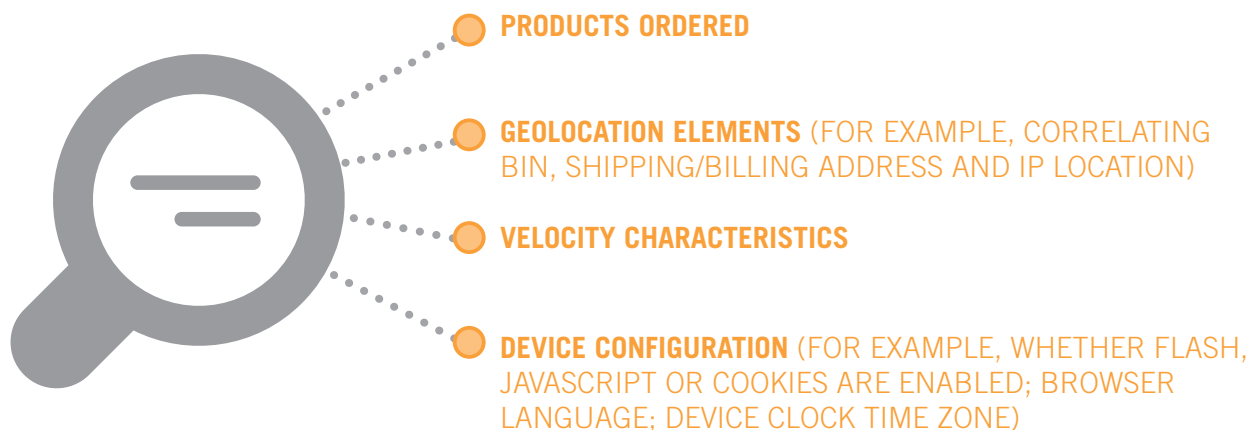 PRODUCTS ORDERED
GEOLOCATION ELEMENTS (FOR EXAMPLE, CORRELATING
BIN, SHIPPING/BILLING ADDRESS AND IP LOCATION)
VELOCITY CHARACTERISTICS
DEVICE CONFIGURATION (FOR EXAMPLE, WHETHER FLASH,
JAVASCRIPT OR COOKIES ARE ENABLED; BROWSER
LANGUAGE; DEVICE CLOCK TIME ZONE)